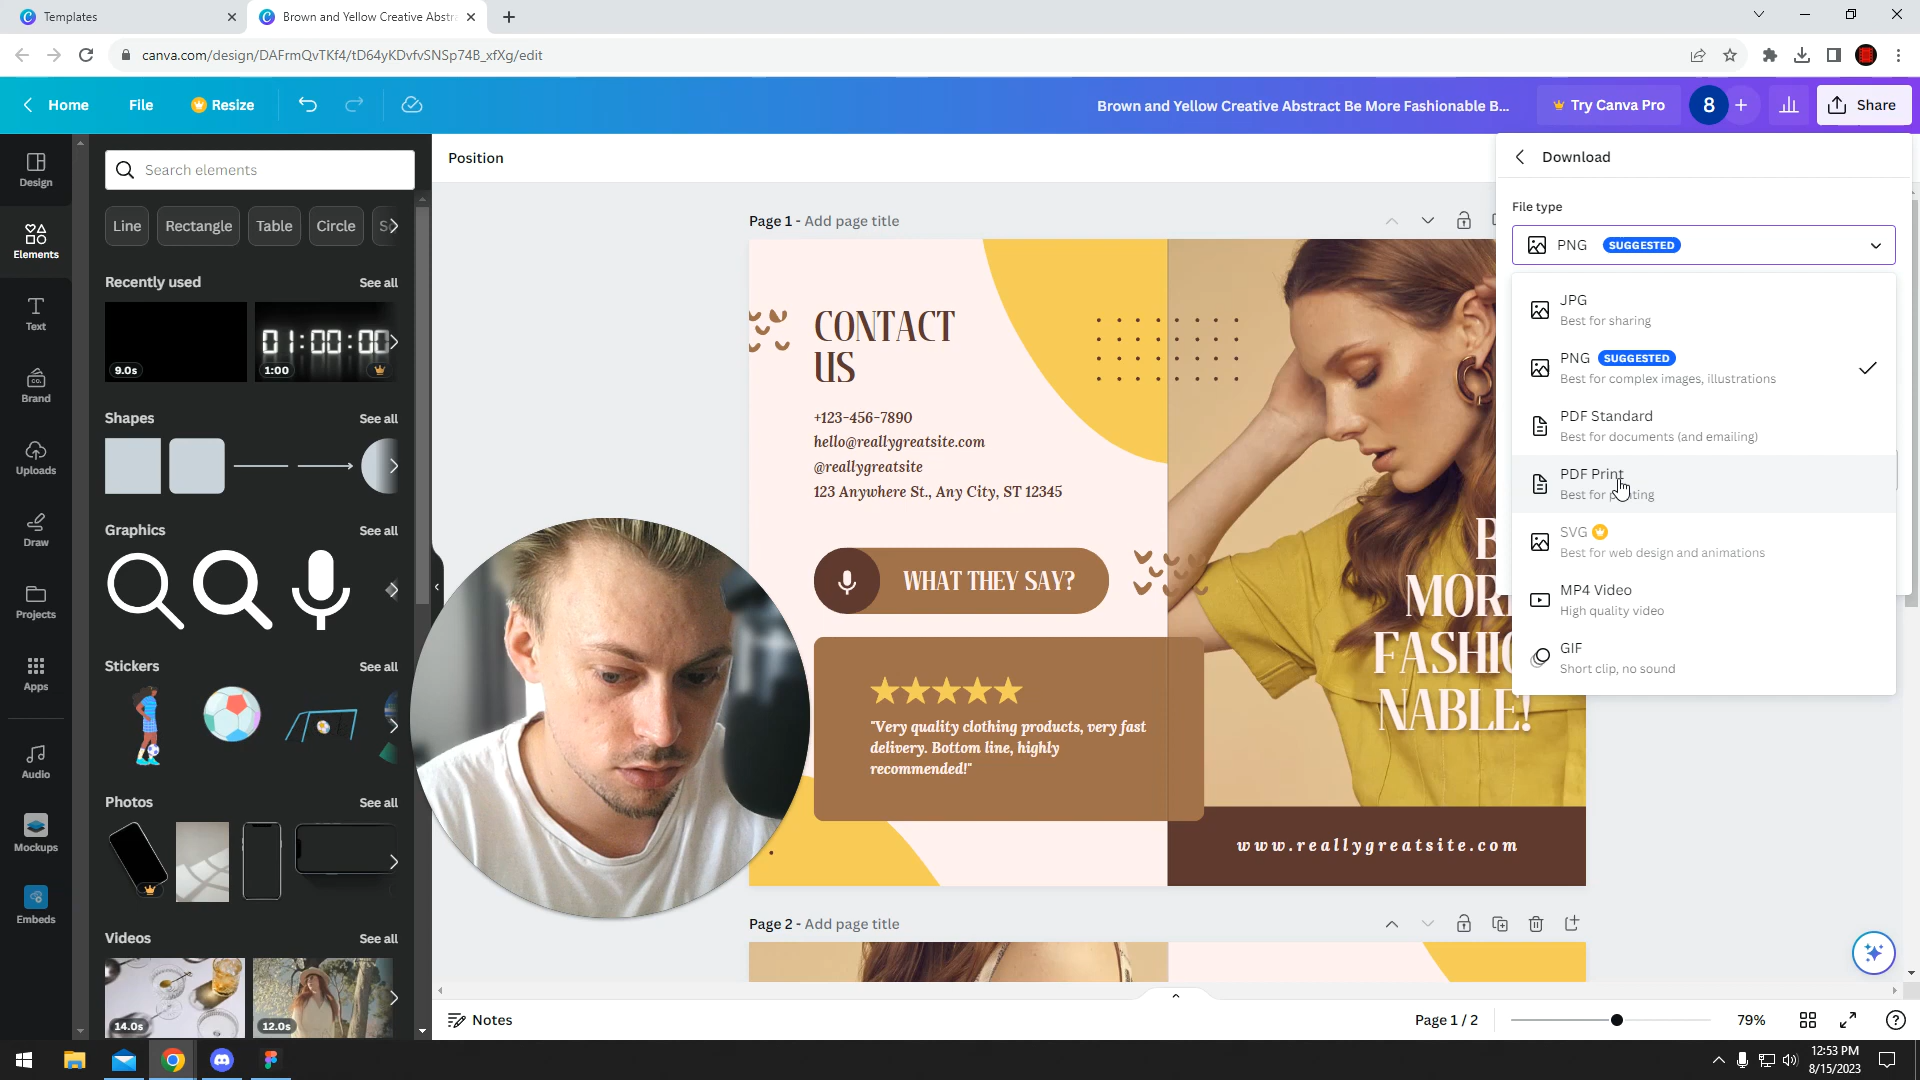 Templates
Brown and Yellow Creative Abstra
canva.com/design/DAFrmQvTKf4/tD64yKDvfvSNSp74B_xfXg/edit
Home
File
Resize
Brown and Yellow Creative Abstract Be More Fashionable B...
Try Canva Pro
8
Share
Design
Elements
Text
Brand
Uploads
Draw
Projects
Apps
Audio
Mockups
Embeds
Search elements
Line
Rectangle
Table
Circle
Recently used
See all
9.0s
01:00:00
1:00
Shapes
See all
Graphics
See all
Stickers
See all
Photos
See all
Videos
See all
14.0s
12.0s
Position
Page 1 - Add page title
CONTACT
US
+123-456-7890
hello@reallygreatsite.com
@reallygreatsite
123 Anywhere St., Any City, ST 12345
WHAT THEY SAY?
"Very quality clothing products, very fast
delivery. Bottom line, highly
recommended!"
FASHIO
NABLE!
www.reallygreatsite.com
Page 2 - Add page title
Download
File type
PNG SUGGESTED
JPG
Best for sharing
PNG SUGGESTED
Best for complex images, illustrations
PDF Standard
Best for documents (and emailing)
PDF Print
Best for printing
SVG
Best for web design and animations
MP4 Video
High quality video
GIF
Short clip, no sound
Notes
Page 1 / 2
79%
12:53 PM
8/15/2023